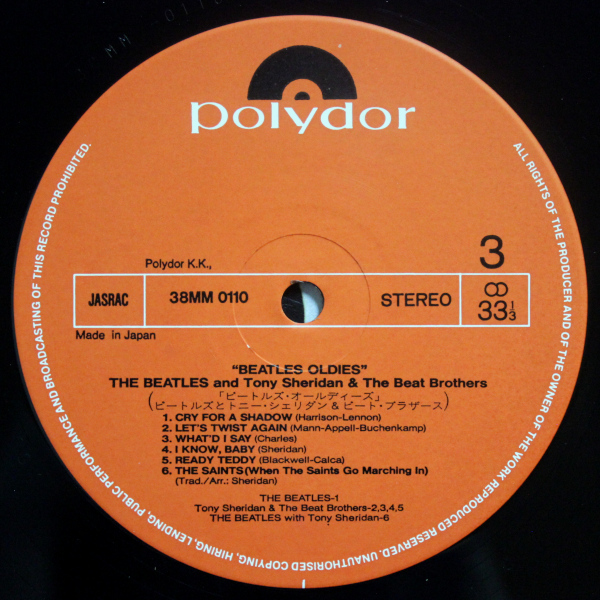 MM 0110
polydor
ALL RIGHTS OF THE PRODUCER AND OF THE OWNER OF THE WORK REPRODUCED RESERVED. UNAUTHORISED COPYING, HIRING, LENDING, PUBLIC PERFORMANCE AND BROADCASTING OF THIS RECORD PROHIBITED.
Polydor K.K.,
3
JASRAC
38MM 0110
STEREO
33 1/3
Made in Japan
"BEATLES OLDIES"
THE BEATLES and Tony Sheridan & The Beat Brothers
(「ビートルズ・オールディーズ」
ビートルズとトニー・シェリダン&ビート・ブラザース)
1. CRY FOR A SHADOW (Harrison-Lennon)
2. LET'S TWIST AGAIN (Mann-Appell-Buchenkamp)
3. WHAT'D I SAY (Charles)
4. I KNOW, BABY (Sheridan)
5. READY TEDDY (Blackwell-Calca)
6. THE SAINTS (When The Saints Go Marching In)
(Trad./Arr.: Sheridan)
THE BEATLES-1
Tony Sheridan & The Beat Brothers-2,3,4,5
THE BEATLES with Tony Sheridan-6